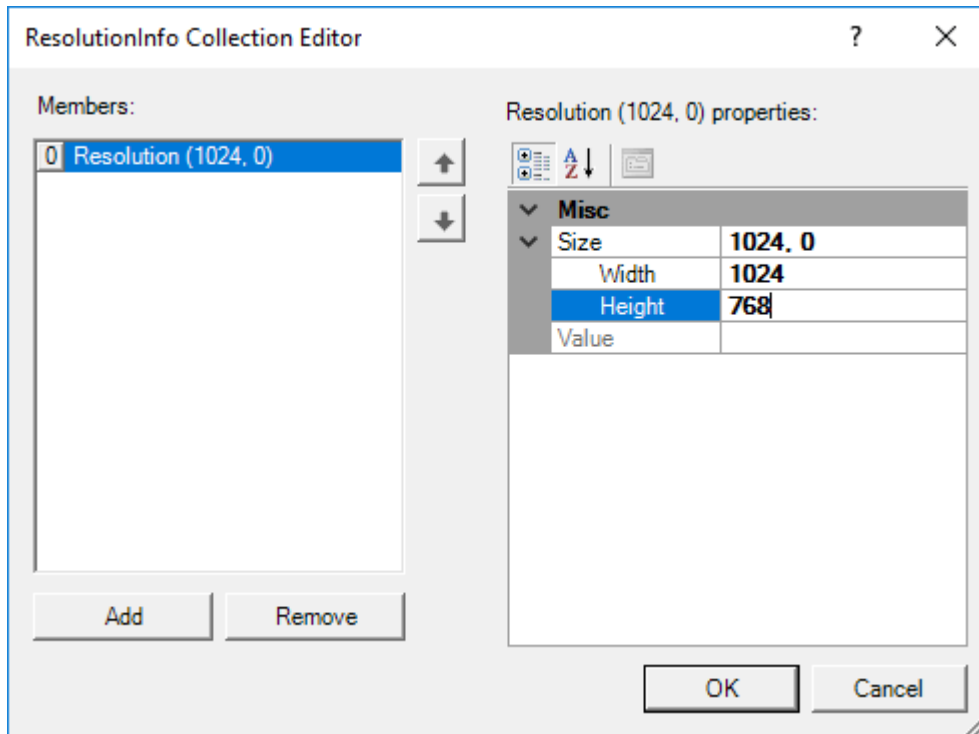 ResolutionInfo Collection Editor ?
Members:
0 Resolution (1024, 0)
Add Remove
Resolution (1024, 0) properties:
A Z
Misc
Size 1024, 0
Width 1024
Height 768
Value
OK Cancel